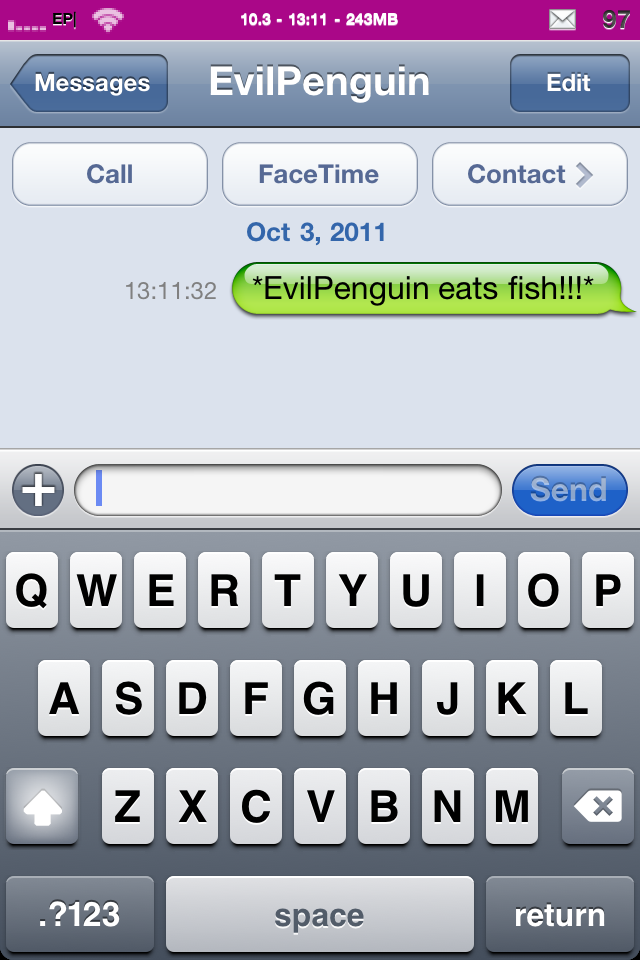 EP| 10.3 - 13:11 - 243MB 97
Messages EvilPenguin Edit
Call FaceTime Contact
Oct 3, 2011
13:11:32 *EvilPenguin eats fish!!!*
Send
Q W E R T Y U I O P
A S D F G H J K L
Z X C V B N M
.?123 space return